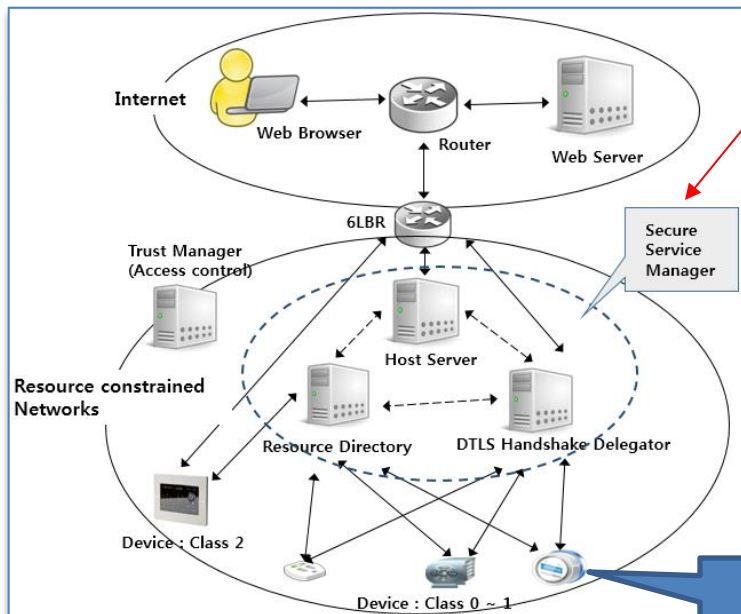 Internet
Web Browser
Router
Web Server
6LBR
Secure
Service
Manager
Trust Manager
(Access control)
Host Server
Resource constrained
Networks
Resource Directory
DTLS Handshake Delegator
Device : Class 2
Device : Class 0 ~ 1